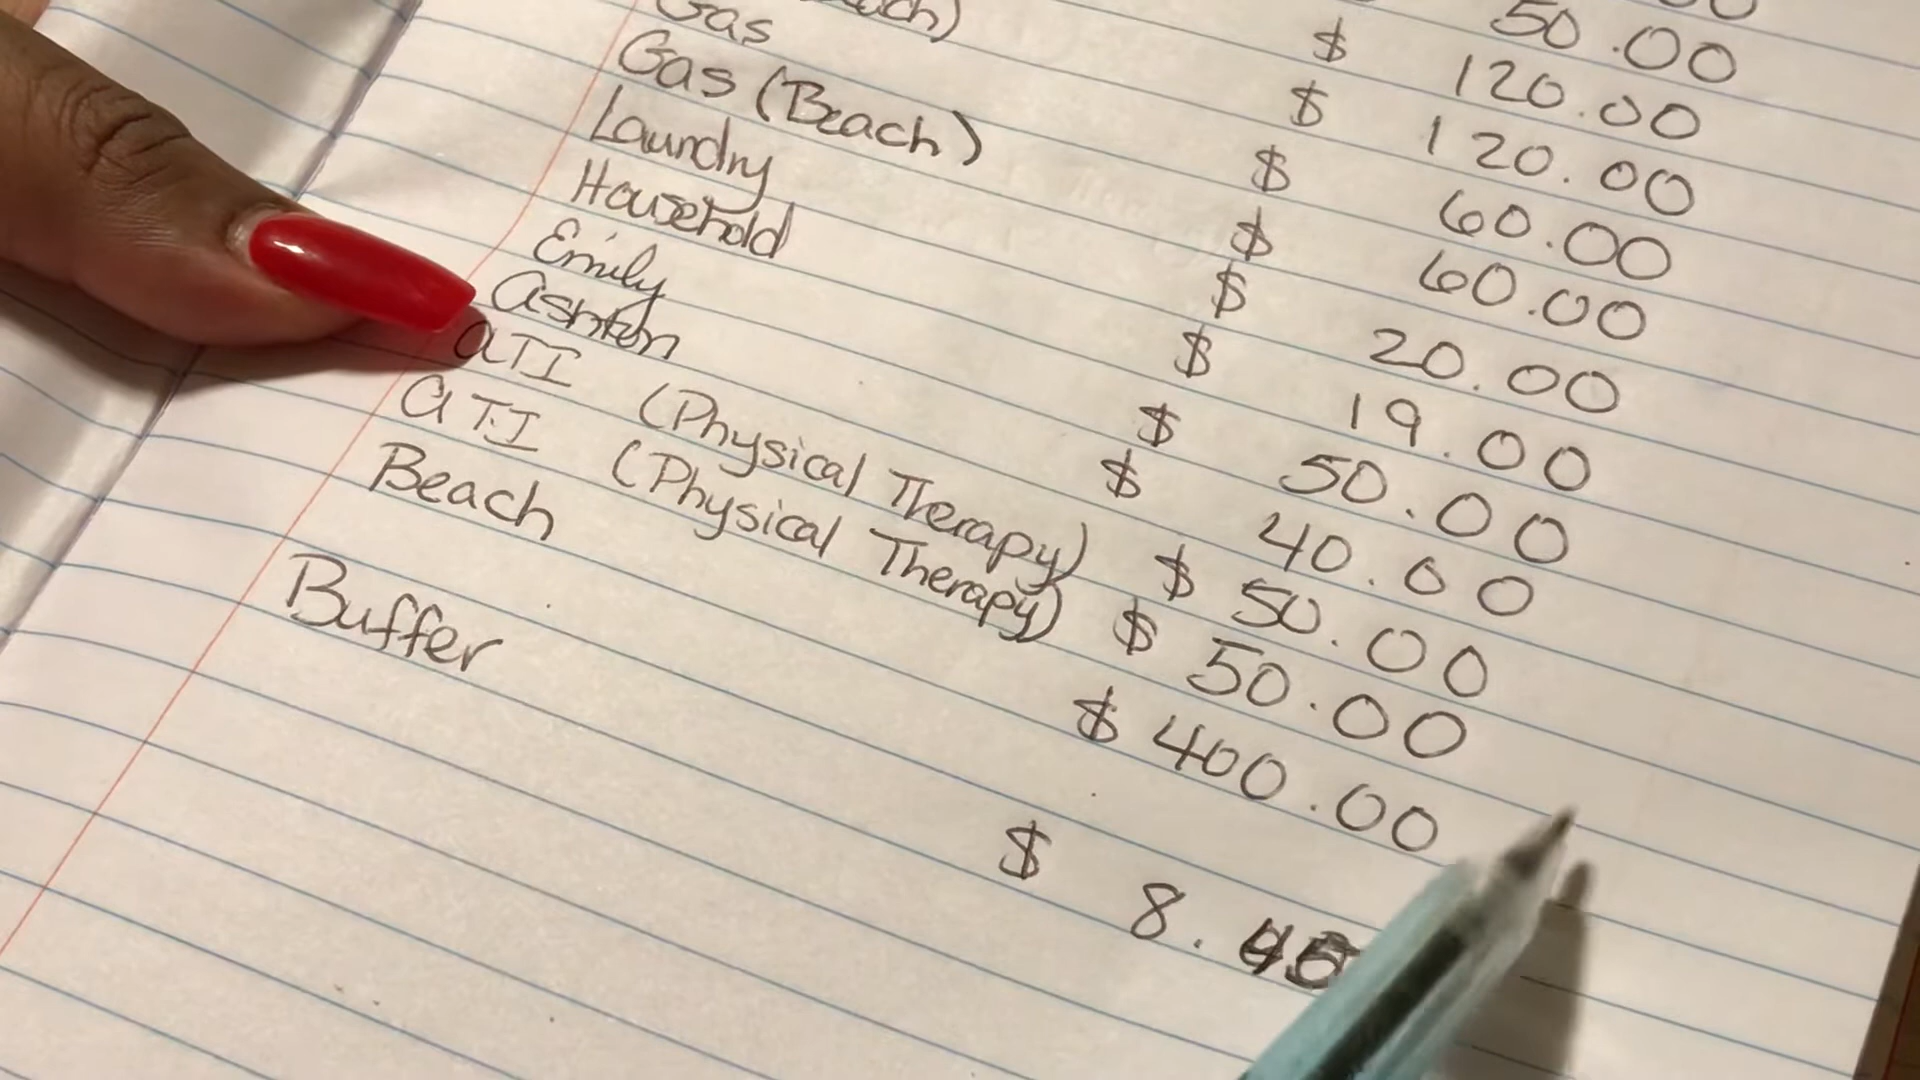 50.00
$ 120.00
$ 120.00
Gas $ 60.00
Gas (Beach) $ 60.00
Laundry $ 20.00
Household $ 19.00
Emily $ 50.00
Ashton $ 40.00
ATI (Physical Therapy) $ 50.00
ATI (Physical Therapy) $ 50.00
Beach $ 400.00
Buffer $ 8.45